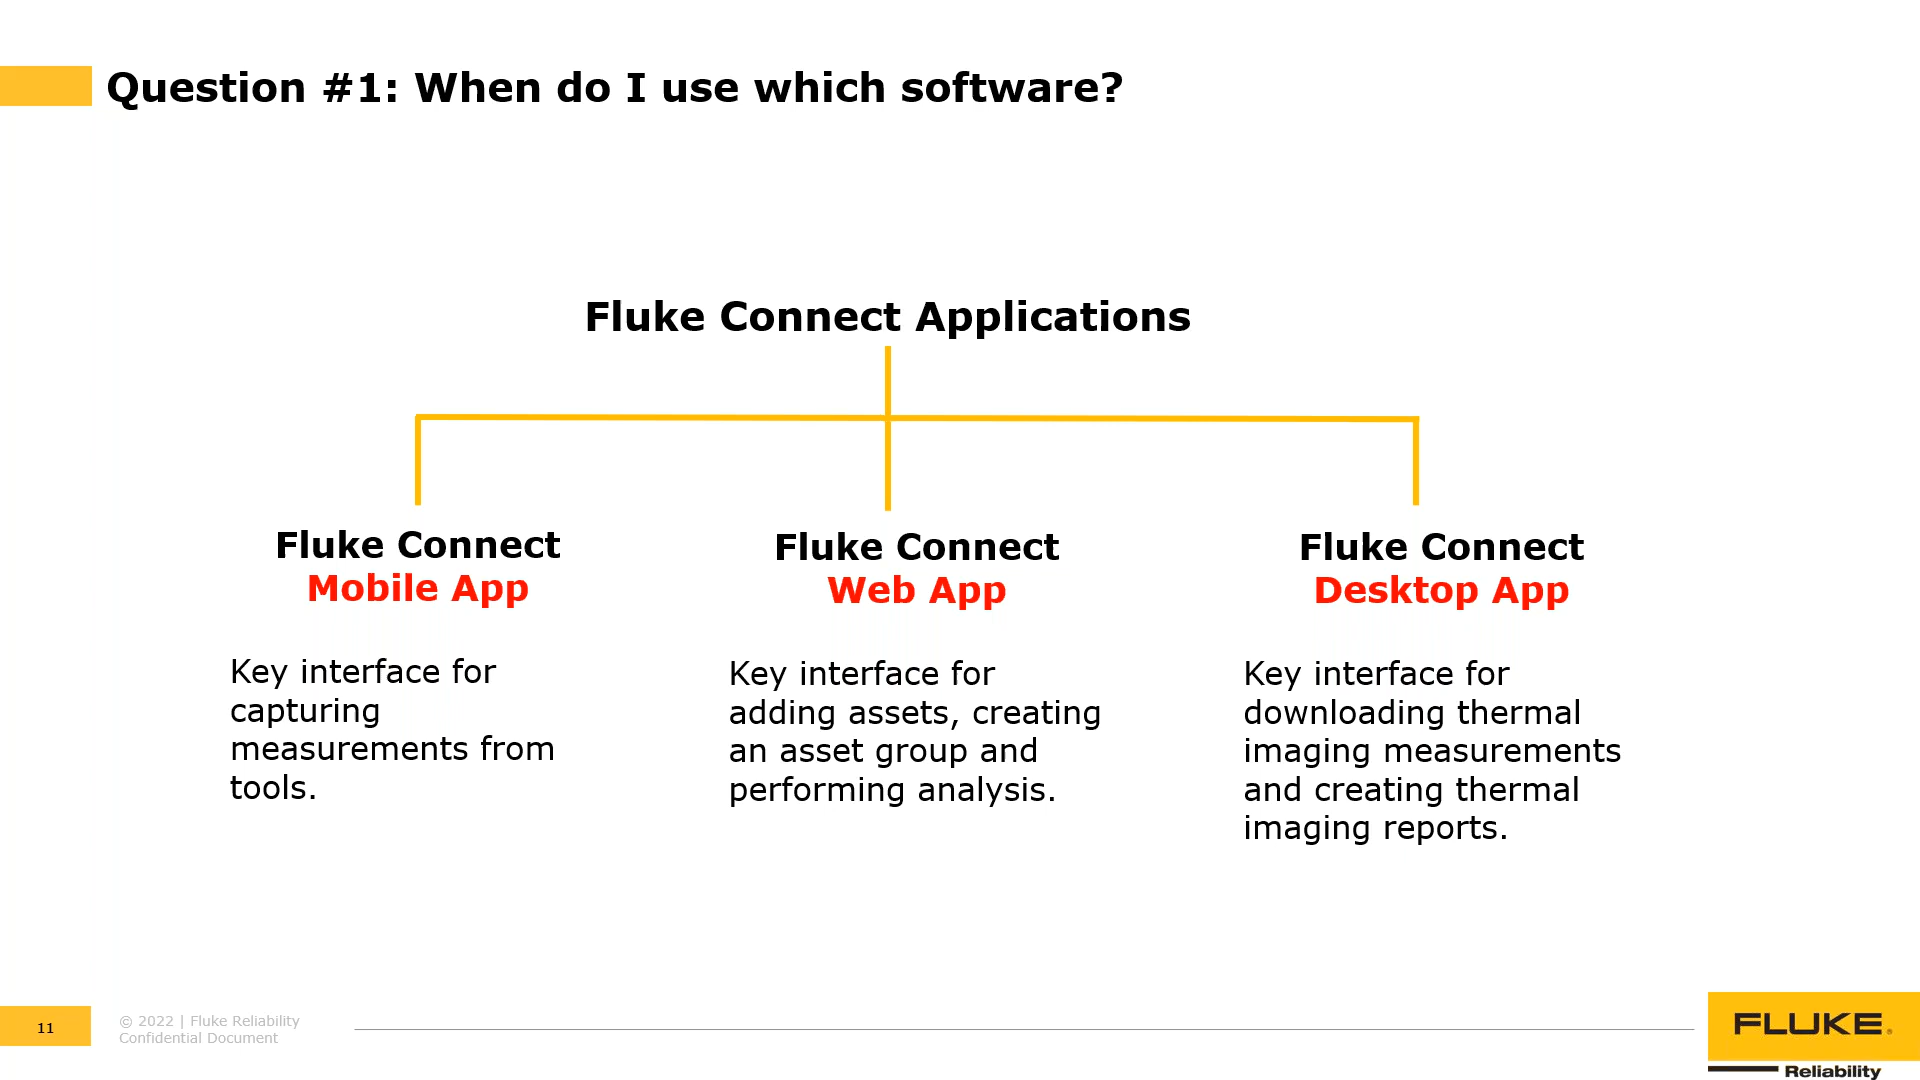 Question #1: When do I use which software?
Fluke Connect Applications
Fluke Connect
Mobile App
Key interface for
capturing
measurements from
tools.
Fluke Connect
Web App
Key interface for
adding assets, creating
an asset group and
performing analysis.
Fluke Connect
Desktop App
Key interface for
downloading thermal
imaging measurements
and creating thermal
imaging reports.
11
© 2022 | Fluke Reliability
Confidential Document
FLUKE®
Reliability